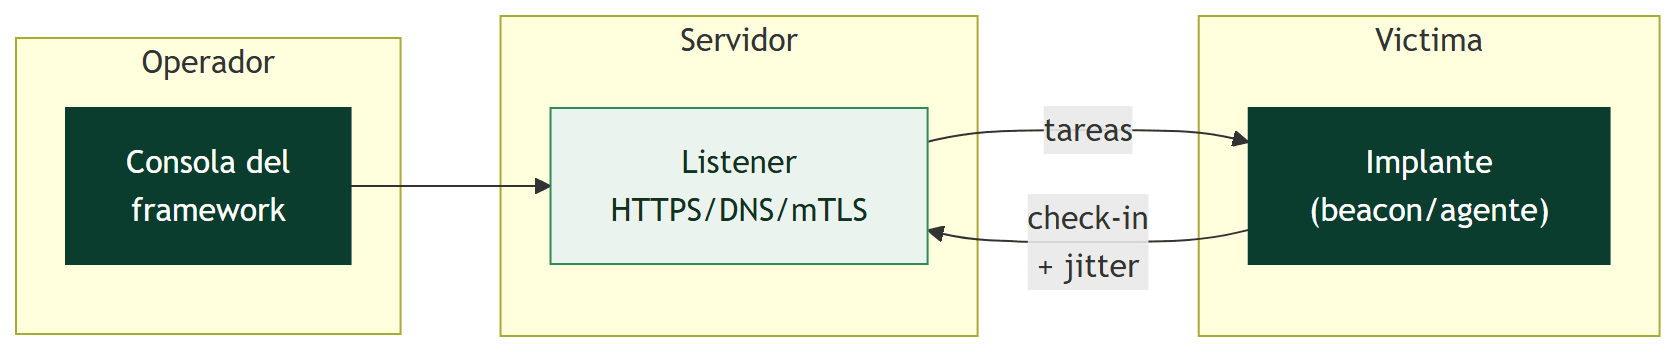 Operador
Consola del
framework
Servidor
Listener
HTTPS/DNS/mTLS
tareas
check-in
+ jitter
Victima
Implante
(beacon/agente)